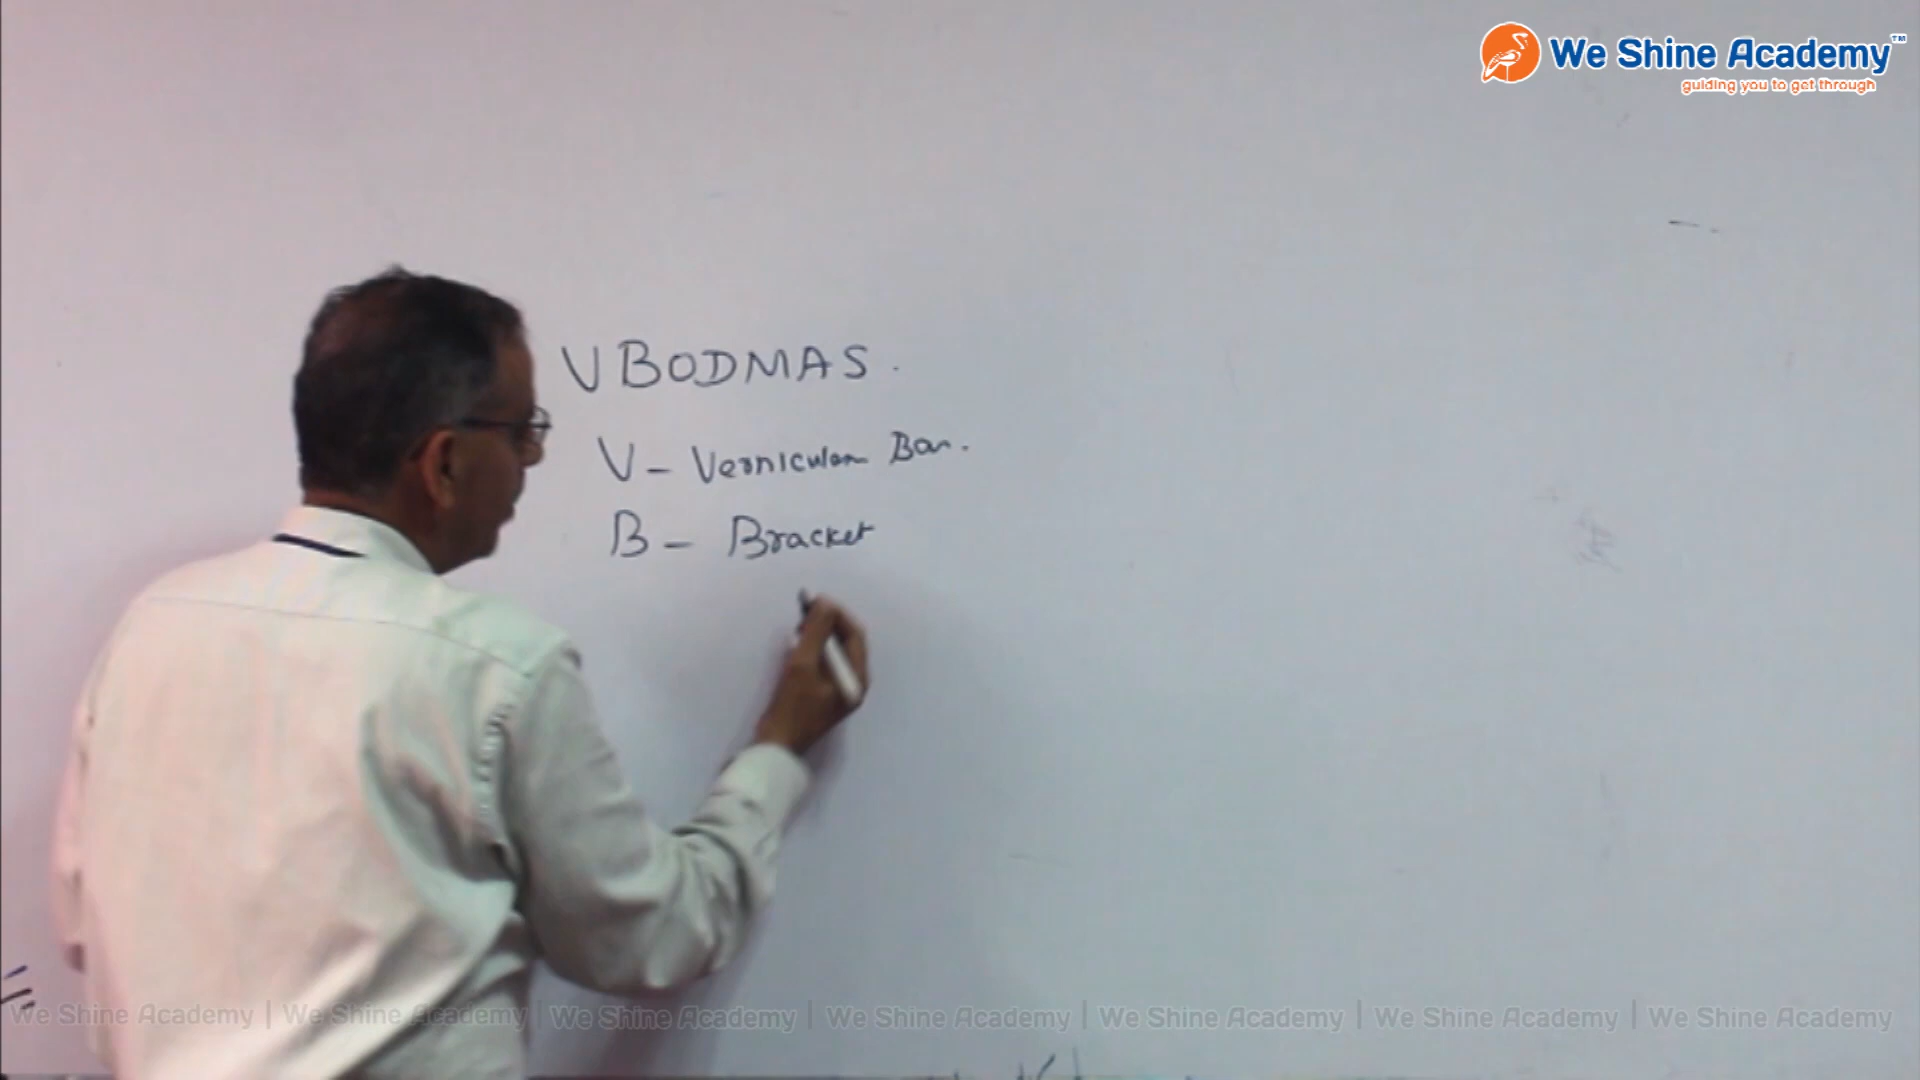 We Shine Academy™
guiding you to get through
VBODMAS.
V - Vernicular Bar.
B - Bracket
We Shine Academy | We Shine Academy | We Shine Academy | We Shine Academy | We Shine Academy | We Shine Academy | We Shine Academy